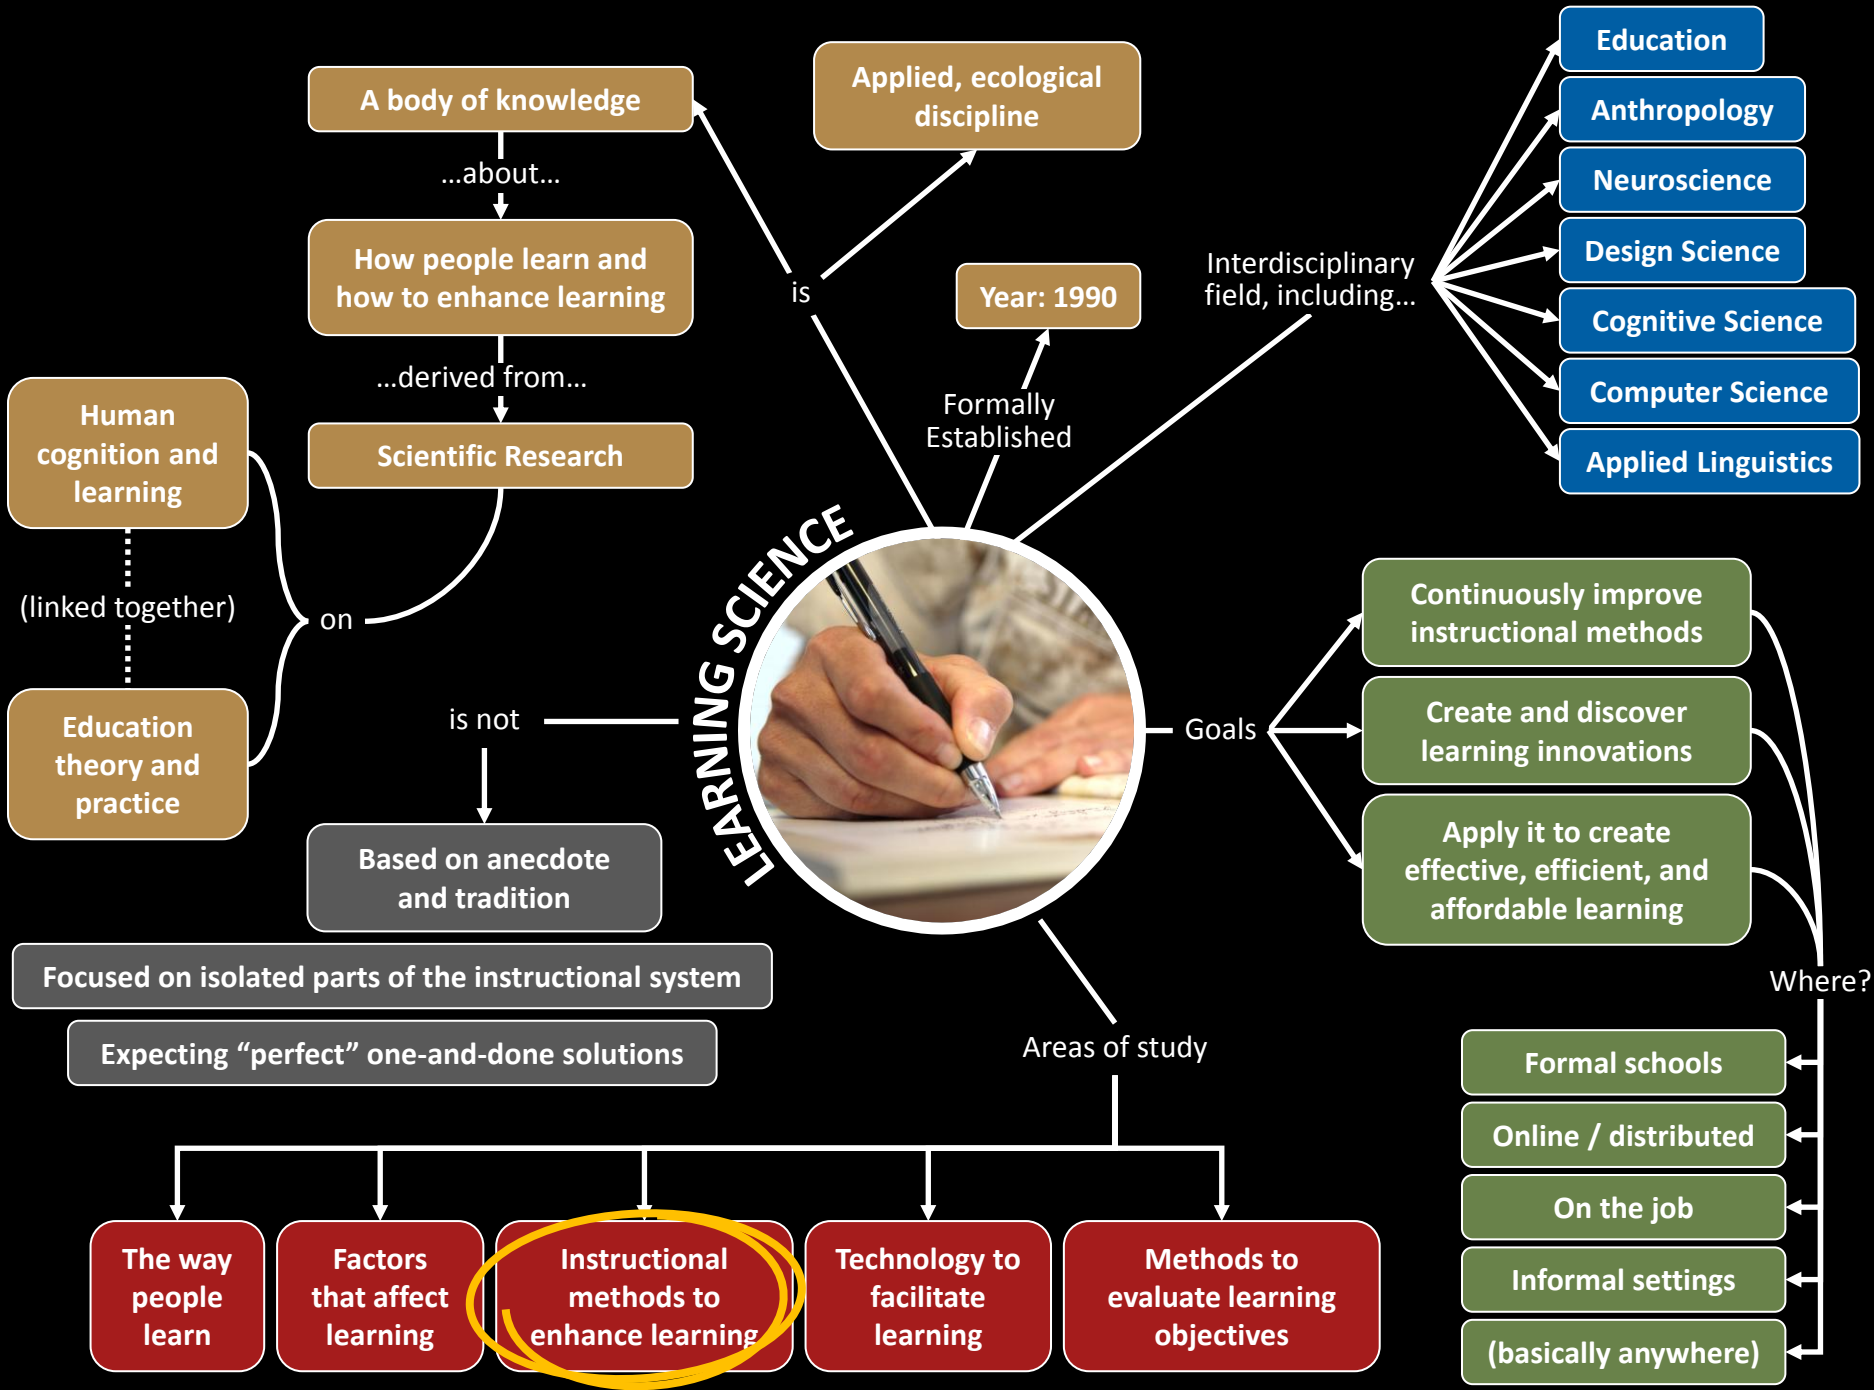 LEARNING SCIENCE
is
A body of knowledge
...about...
How people learn and
how to enhance learning
...derived from...
Scientific Research
on
Human
cognition and
learning
(linked together)
Education
theory and
practice
Applied, ecological
discipline
Formally
Established
Year: 1990
Interdisciplinary
field, including...
Education
Anthropology
Neuroscience
Design Science
Cognitive Science
Computer Science
Applied Linguistics
Goals
Continuously improve
instructional methods
Create and discover
learning innovations
Apply it to create
effective, efficient, and
affordable learning
Where?
Formal schools
Online / distributed
On the job
Informal settings
(basically anywhere)
is not
Based on anecdote
and tradition
Focused on isolated parts of the instructional system
Expecting “perfect” one-and-done solutions
Areas of study
The way
people
learn
Factors
that affect
learning
Instructional
methods to
enhance learning
Technology to
facilitate
learning
Methods to
evaluate learning
objectives